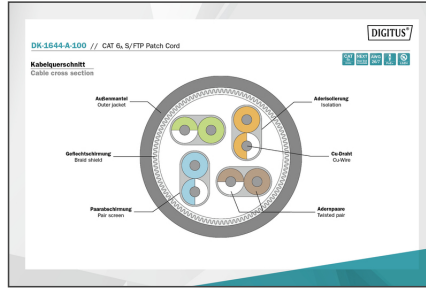 DIGITUS®
DK-1644-A-100 // CAT 6A S/FTP Patch Cord
Kabelquerschnitt
Cable cross section
Außenmantel
Outer jacket
Aderisolierung
Isolation
Geflechtschirmung
Braid shield
Cu-Draht
Cu-Wire
Paarabschirmung
Pair screen
Adernpaare
Twisted pair